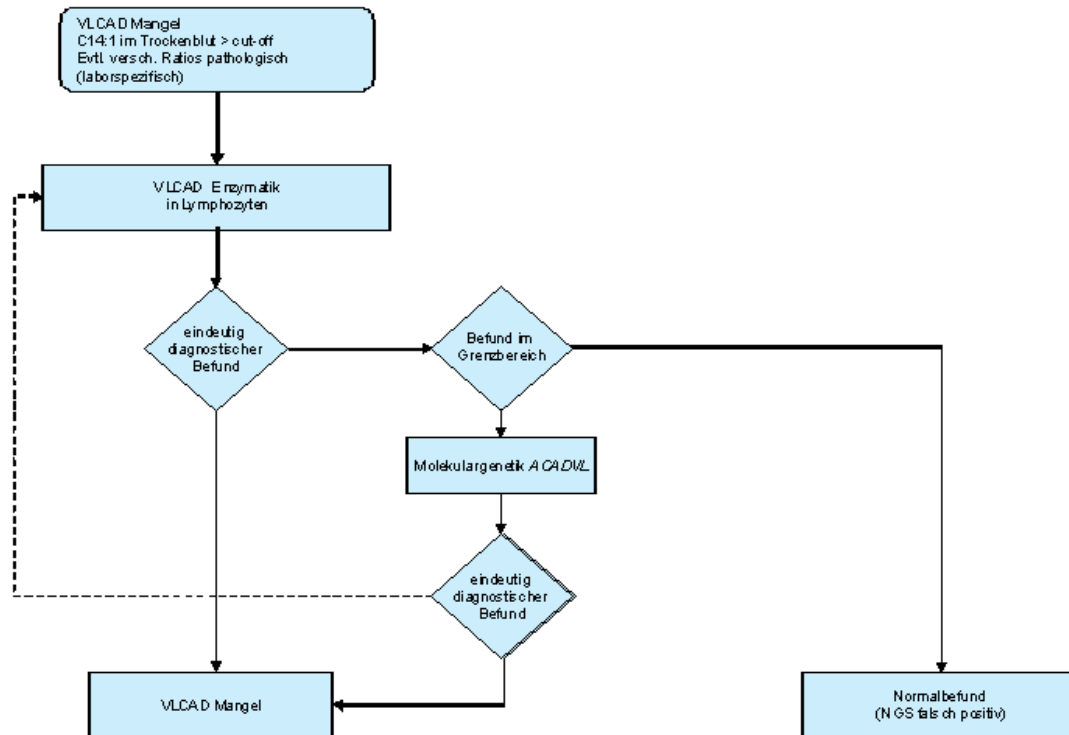 VLCAD Mangel
C14:1 im Trockenblut > cut-off
Evtl. versch. Ratios pathologisch
(laborspezifisch)
VLCAD Enzymatik
in Lymphozyten
eindeutig
diagnostischer
Befund
Befund im
Grenzbereich
Molekulargenetik ACADVL
eindeutig
diagnostischer
Befund
VLCAD Mangel
Normalbefund
(NGS falsch positiv)